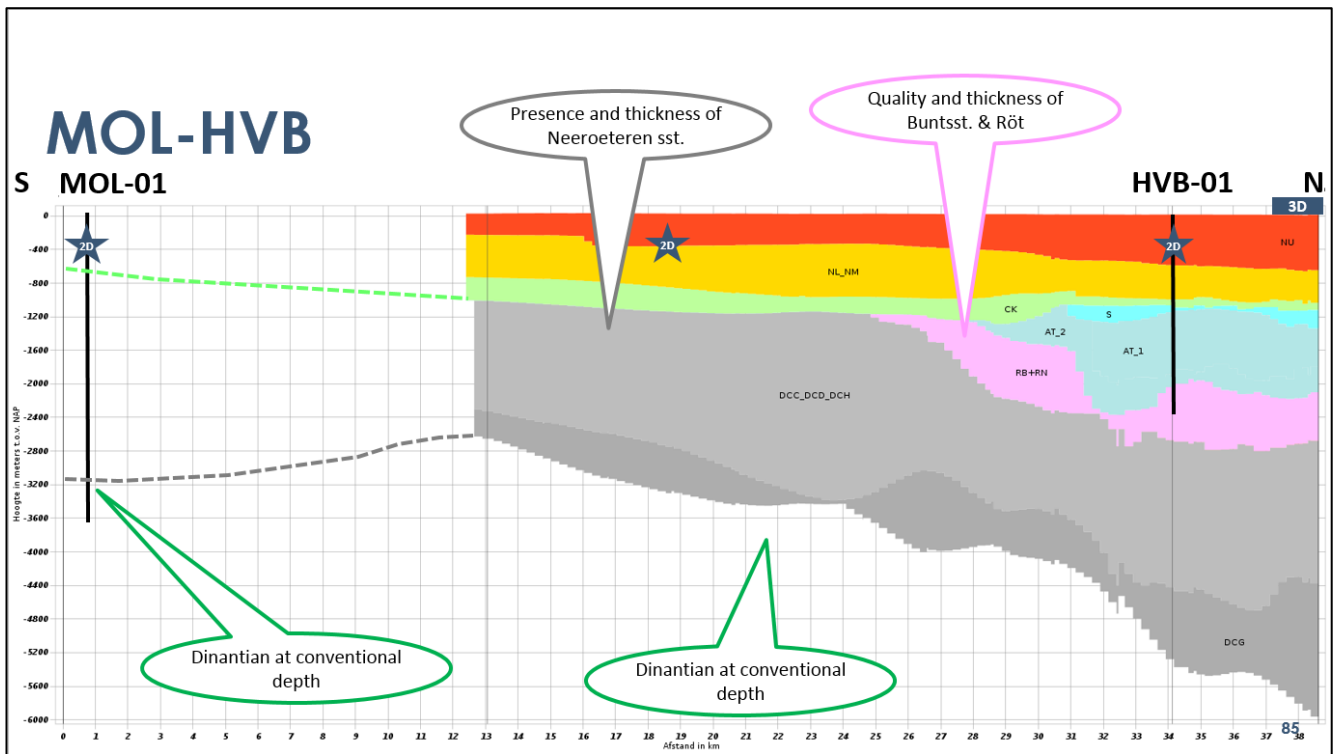 MOL-HVB
Presence and thickness of
Neeroeteren sst.
Quality and thickness of
Buntsst. & Röt
S MOL-01
HVB-01 N
3D
2D
2D
2D
NU
NL_NM
CK
S
AT_2
AT_1
RB+RN
DCC_DCD_DCH
DCG
Dinantian at conventional
depth
Dinantian at conventional
depth
Hoogte in meters t.o.v. NAP
0
-400
-800
-1200
-1600
-2000
-2400
-2800
-3200
-3600
-4000
-4400
-4800
-5200
-5600
-6000
0 1 2 3 4 5 6 7 8 9 10 11 12 13 14 15 16 17 18 19 20 21 22 23 24 25 26 27 28 29 30 31 32 33 34 35 36 37 38
Afstand in km
85